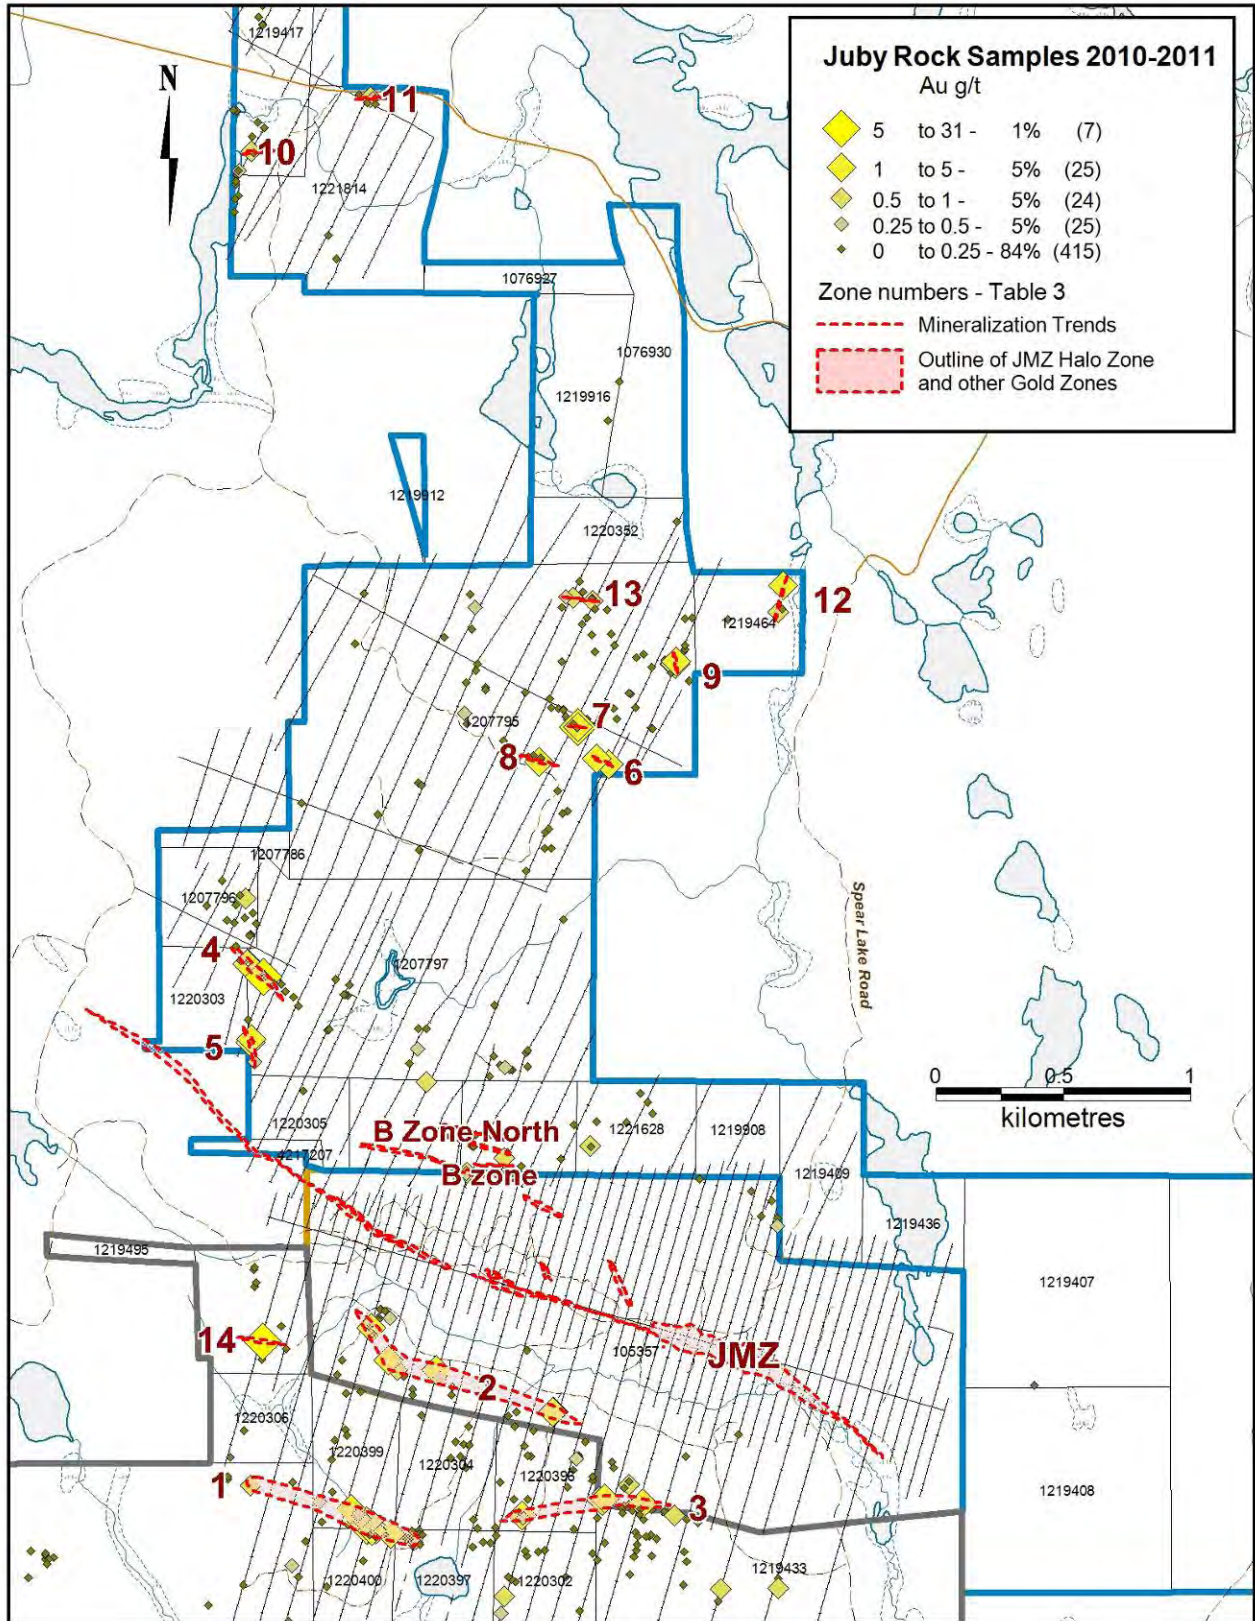 Juby Rock Samples 2010-2011
Au g/t
5 to 31 - 1% (7)
1 to 5 - 5% (25)
0.5 to 1 - 5% (24)
0.25 to 0.5 - 5% (25)
0 to 0.25 - 84% (415)
Zone numbers - Table 3
Mineralization Trends
Outline of JMZ Halo Zone
and other Gold Zones
1219417
N
11
10
1221814
1076927
1076930
1219916
1219912
1220352
13
12
1219464
9
7
1207795
8
6
1207786
1207796
Spear Lake Road
4
1207797
1220303
5
0 0.5 1
kilometres
1220305
B Zone North
1221628
1219908
4217207
B zone
1219409
1219436
1219495
1219407
14
105357
JMZ
2
1220306
1220399
1220304
1220398
1
1219408
3
1219433
1220400
1220397
1220302